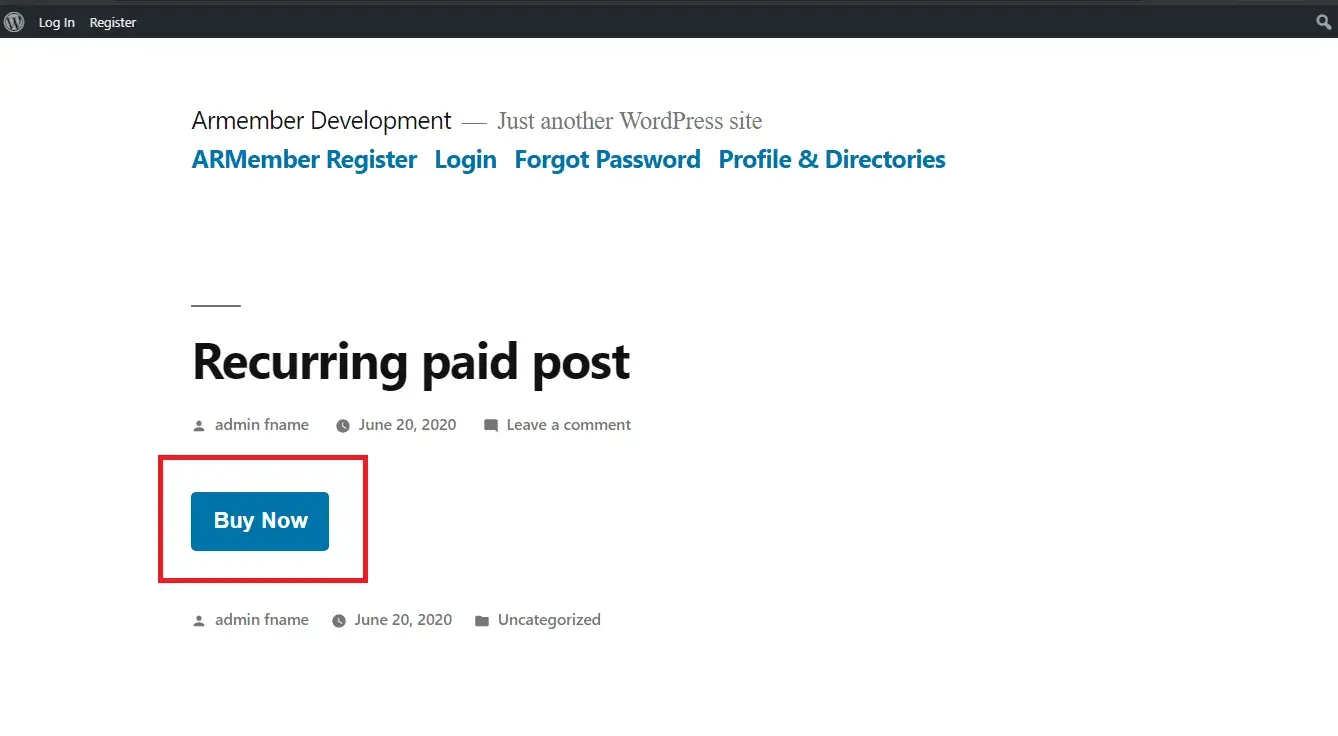 Log In Register
Armember Development — Just another WordPress site
ARMember Register Login Forgot Password Profile & Directories
Recurring paid post
admin fname June 20, 2020 Leave a comment
Buy Now
admin fname June 20, 2020 Uncategorized